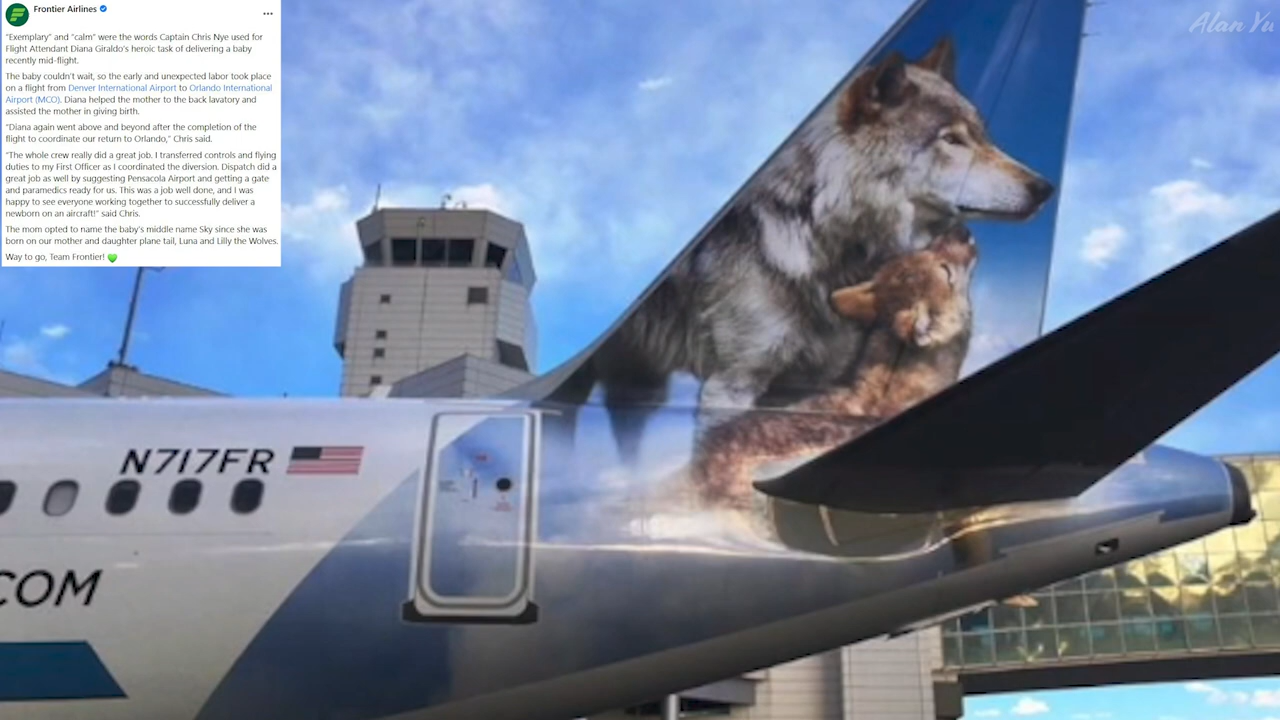 Frontier Airlines
“Exemplary” and “calm” were the words Captain Chris Nye used for
Flight Attendant Diana Giraldo's heroic task of delivering a baby
recently mid-flight.
The baby couldn’t wait, so the early and unexpected labor took place
on a flight from Denver International Airport to Orlando International
Airport (MCO). Diana helped the mother to the back lavatory and
assisted the mother in giving birth.
“Diana again went above and beyond after the completion of the
flight to coordinate our return to Orlando,” Chris said.
“The whole crew really did a great job. I transferred controls and flying
duties to my First Officer as I coordinated the diversion. Dispatch did a
great job as well by suggesting Pensacola Airport and getting a gate
and paramedics ready for us. This was a job well done, and I was
happy to see everyone working together to successfully deliver a
newborn on an aircraft!” said Chris.
The mom opted to name the baby’s middle name Sky since she was
born on our mother and daughter plane tail, Luna and Lilly the Wolves.
Way to go, Team Frontier!
Alan Yu
N717FR
COM